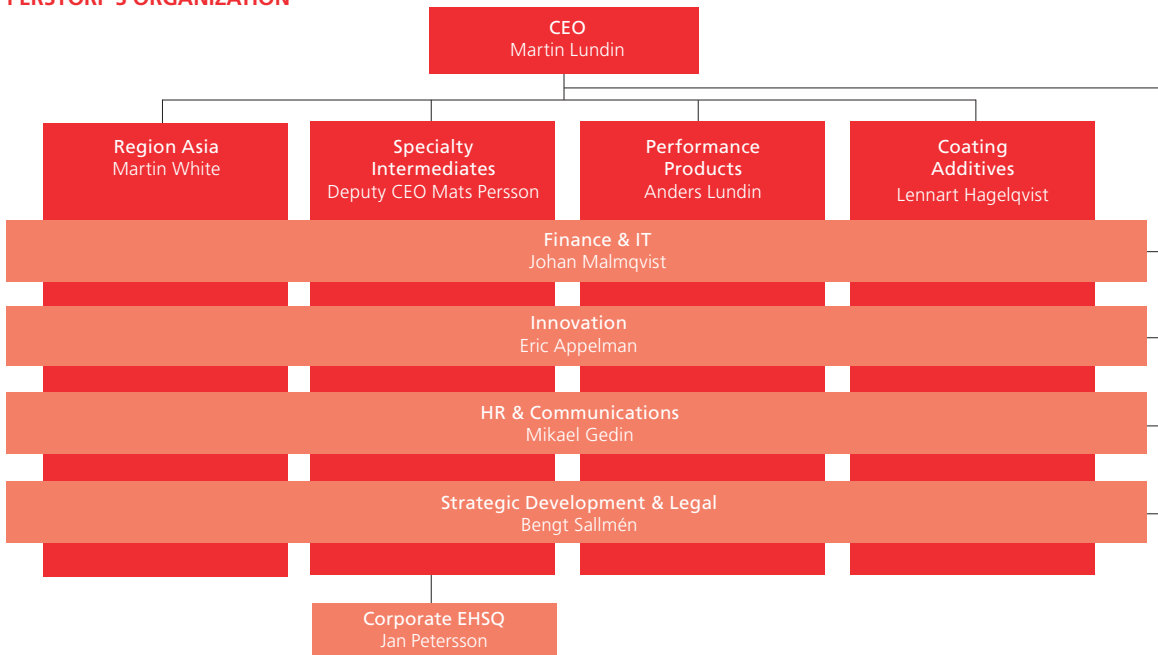 PERSTORP'S ORGANIZATION
CEO
Martin Lundin
Region Asia
Martin White
Specialty
Intermediates
Deputy CEO Mats Persson
Performance
Products
Anders Lundin
Coating
Additives
Lennart Hagelqvist
Finance & IT
Johan Malmqvist
Innovation
Eric Appelman
HR & Communications
Mikael Gedin
Strategic Development & Legal
Bengt Sallmén
Corporate EHSQ
Jan Petersson